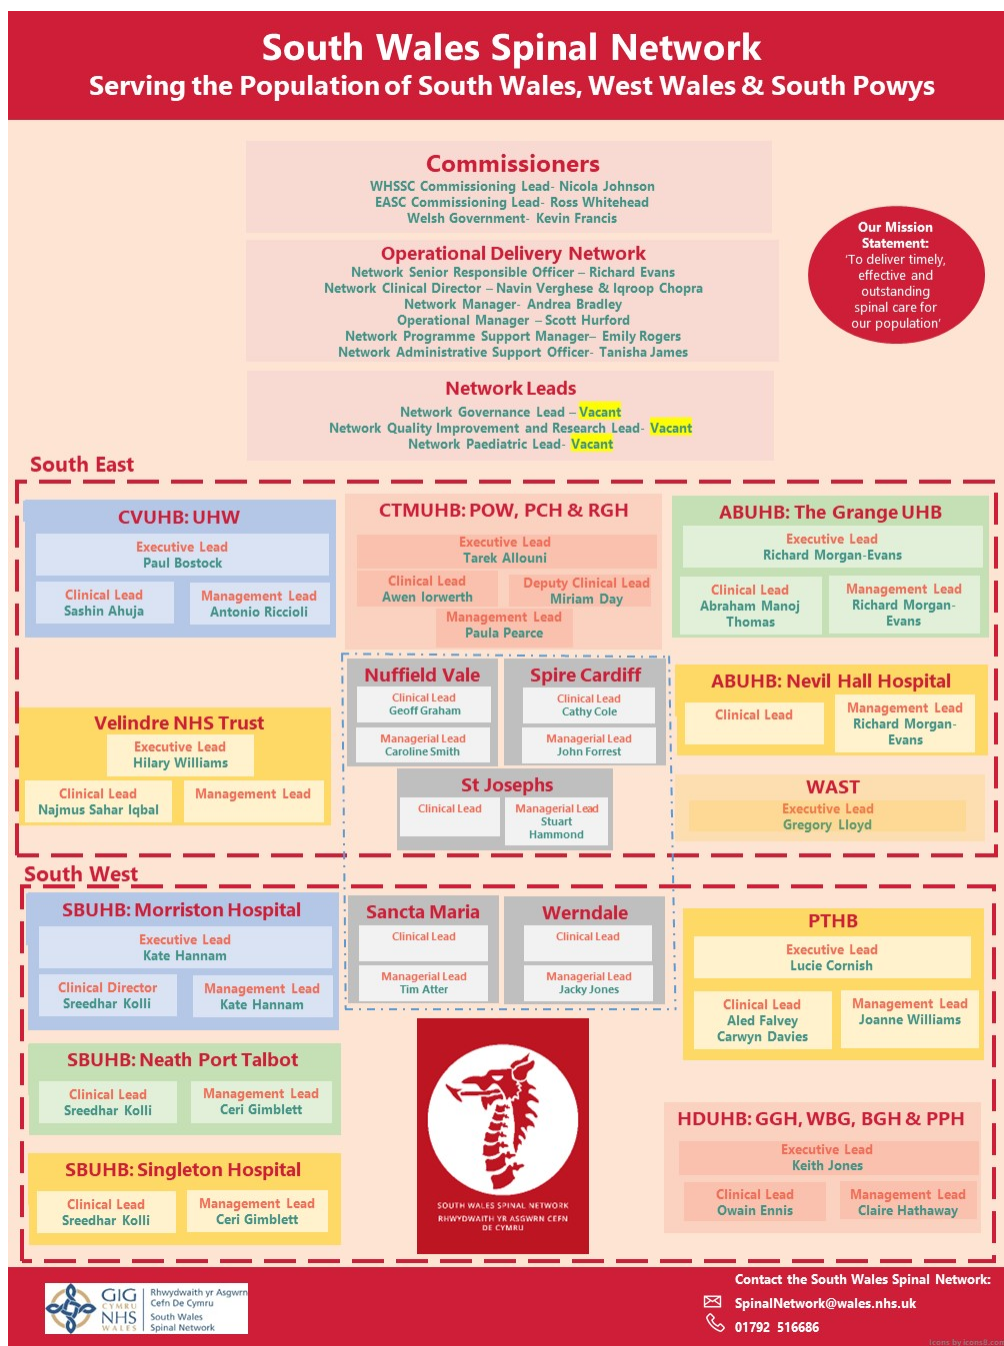 South Wales Spinal Network
Serving the Population of South Wales, West Wales & South Powys
Commissioners
WHSSC Commissioning Lead- Nicola Johnson
EASC Commissioning Lead- Ross Whitehead
Welsh Government- Kevin Francis
Operational Delivery Network
Network Senior Responsible Officer – Richard Evans
Network Clinical Director – Navin Verghese & Iqroop Chopra
Network Manager- Andrea Bradley
Operational Manager – Scott Hurford
Network Programme Support Manager– Emily Rogers
Network Administrative Support Officer- Tanisha James
Our Mission
Statement:
‘To deliver timely,
effective and
outstanding
spinal care for
our population’
Network Leads
Network Governance Lead – Vacant
Network Quality Improvement and Research Lead- Vacant
Network Paediatric Lead- Vacant
South East
CVUHB: UHW
Executive Lead
Paul Bostock
Clinical Lead
Sashin Ahuja
Management Lead
Antonio Riccioli
CTMUHB: POW, PCH & RGH
Executive Lead
Tarek Allouni
Clinical Lead
Awen Iorwerth
Deputy Clinical Lead
Miriam Day
Management Lead
Paula Pearce
ABUHB: The Grange UHB
Executive Lead
Richard Morgan-Evans
Clinical Lead
Abraham Manoj
Thomas
Management Lead
Richard Morgan-
Evans
Velindre NHS Trust
Executive Lead
Hilary Williams
Clinical Lead
Najmus Sahar Iqbal
Management Lead
Nuffield Vale
Clinical Lead
Geoff Graham
Managerial Lead
Caroline Smith
Spire Cardiff
Clinical Lead
Cathy Cole
Managerial Lead
John Forrest
St Josephs
Clinical Lead
Managerial Lead
Stuart
Hammond
ABUHB: Nevil Hall Hospital
Clinical Lead
Management Lead
Richard Morgan-
Evans
WAST
Executive Lead
Gregory Lloyd
South West
SBUHB: Morriston Hospital
Executive Lead
Kate Hannam
Clinical Director
Sreedhar Kolli
Management Lead
Kate Hannam
Sancta Maria
Clinical Lead
Managerial Lead
Tim Atter
Werndale
Clinical Lead
Managerial Lead
Jacky Jones
PTHB
Executive Lead
Lucie Cornish
Clinical Lead
Aled Falvey
Carwyn Davies
Management Lead
Joanne Williams
SBUHB: Neath Port Talbot
Clinical Lead
Sreedhar Kolli
Management Lead
Ceri Gimblett
SBUHB: Singleton Hospital
Clinical Lead
Sreedhar Kolli
Management Lead
Ceri Gimblett
SOUTH WALES SPINAL NETWORK
RHWYDWAITH YR ASGWRN CEFN
DE CYMRU
HDUHB: GGH, WBG, BGH & PPH
Executive Lead
Keith Jones
Clinical Lead
Owain Ennis
Management Lead
Claire Hathaway
GIG
CYMRU
NHS
WALES
Rhwydwaith yr Asgwrn
Cefn De Cymru
South Wales
Spinal Network
Contact the South Wales Spinal Network:
SpinalNetwork@wales.nhs.uk
01792 516686
Icons by icons8.com